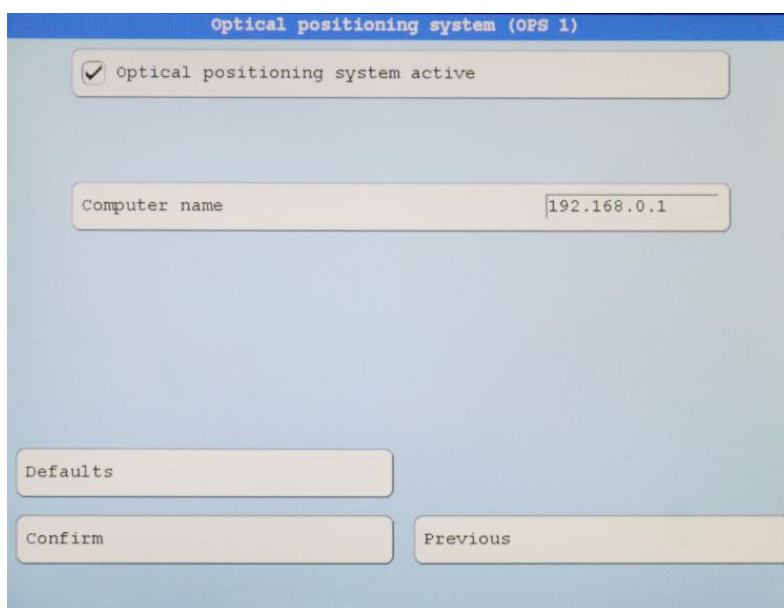 Optical positioning system (OPS 1)
Optical positioning system active
Computer name
192.168.0.1
Defaults
Confirm
Previous